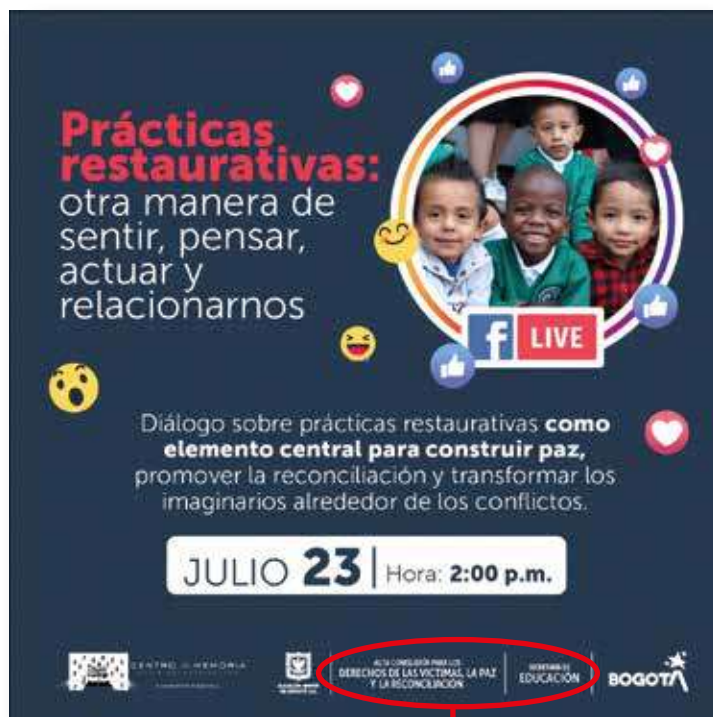 Prácticas
restaurativas:
otra manera de
sentir, pensar,
actuar y
relacionarnos
f LIVE
Diálogo sobre prácticas restaurativas como
elemento central para construir paz,
promover la reconciliación y transformar los
imaginarios alrededor de los conflictos.
JULIO 23 Hora: 2:00 p.m.
CENTRO DE MEMORIA
ALTA CONSEJERÍA PARA LOS
DERECHOS DE LAS VÍCTIMAS, LA PAZ
Y LA RECONCILIACIÓN
SECRETARÍA DE
EDUCACIÓN
BOGOTÁ